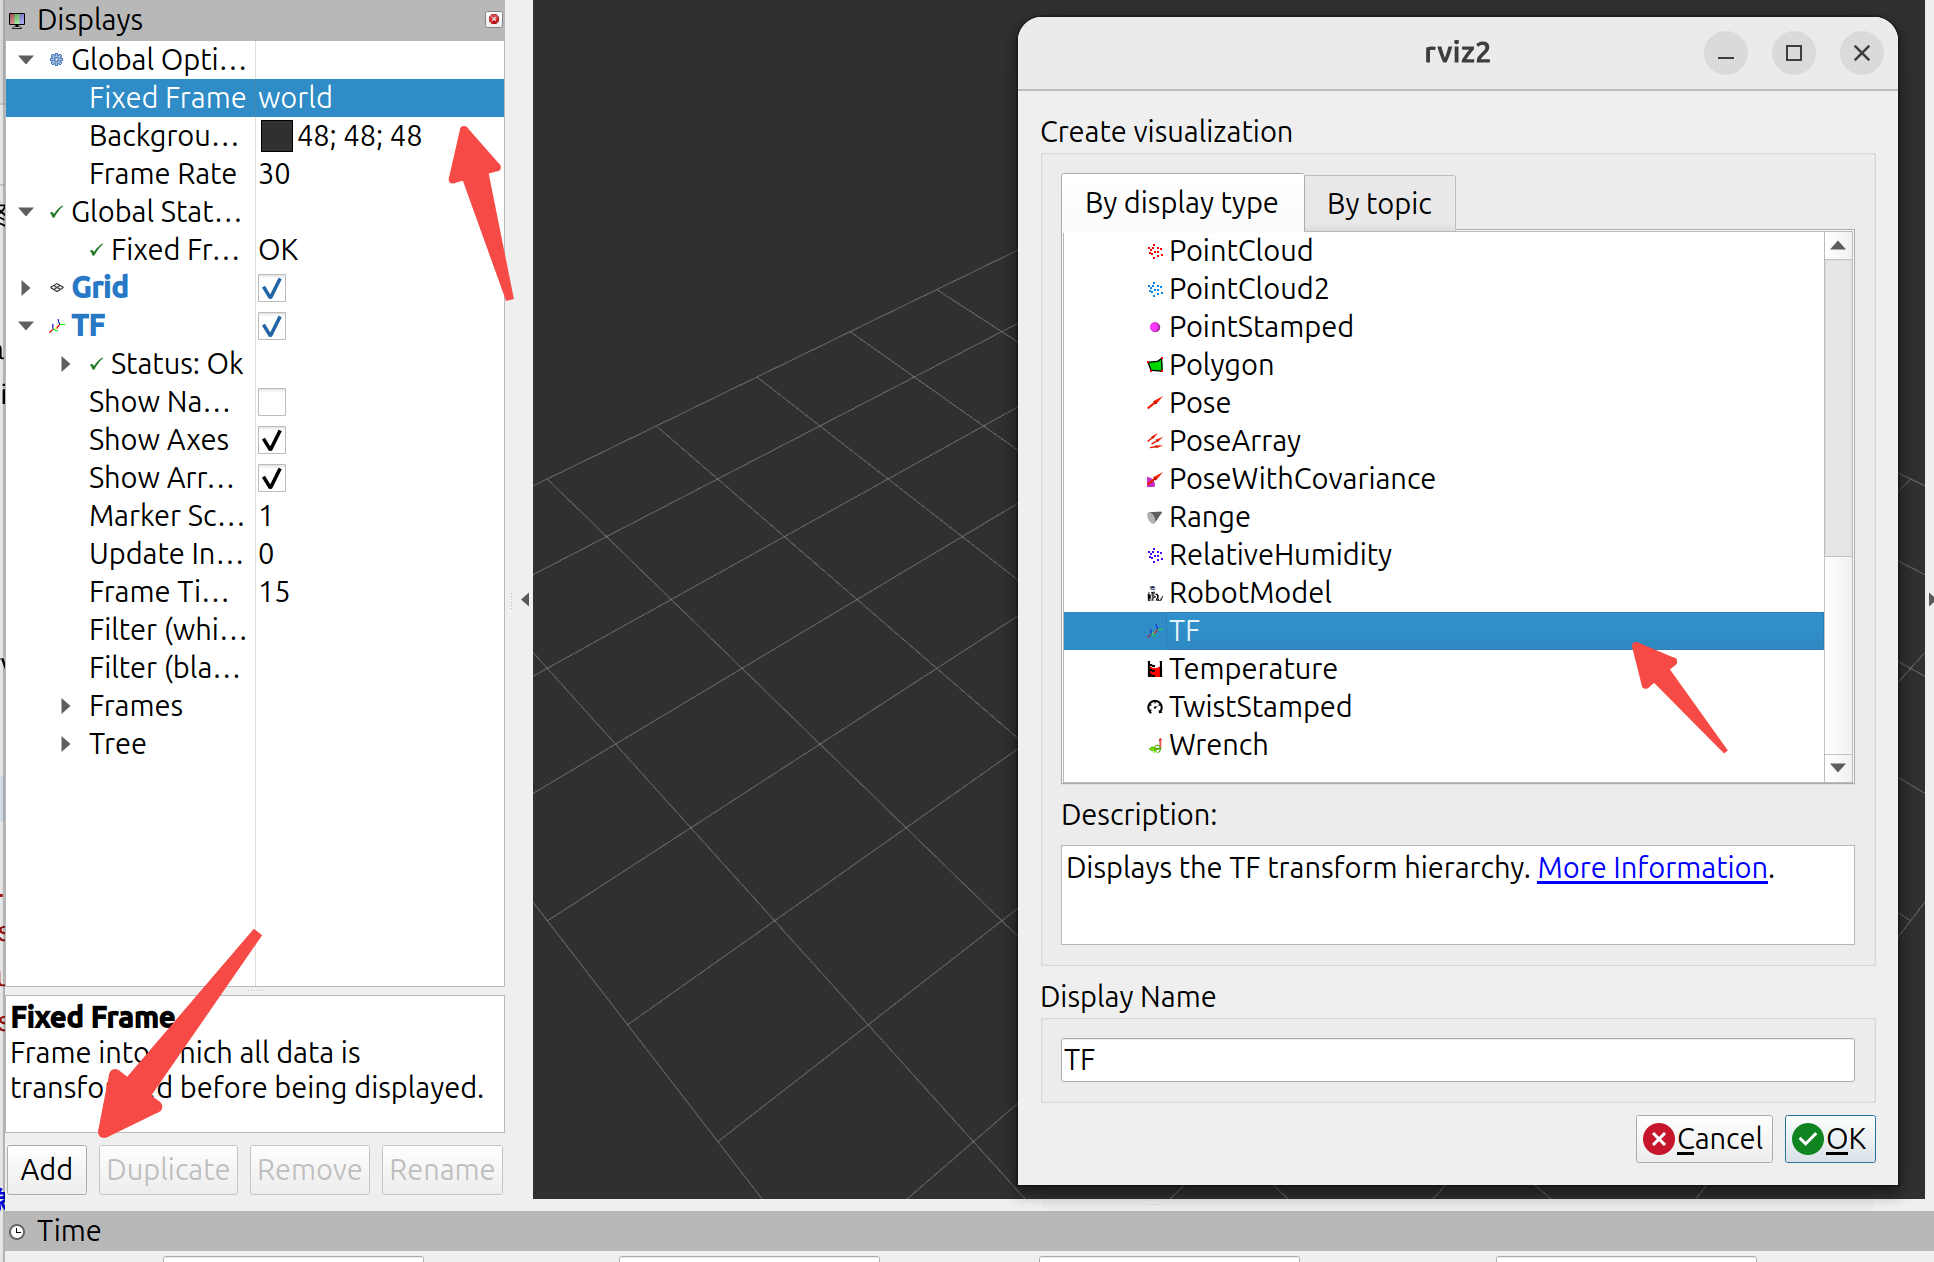 Displays
Global Opti...
Fixed Frame world
Backgrou... 48; 48; 48
Frame Rate 30
Global Stat...
Fixed Fr... OK
Grid
TF
Status: Ok
Show Na...
Show Axes
Show Arr...
Marker Sc... 1
Update In... 0
Frame Ti... 15
Filter (whi...
Filter (bla...
Frames
Tree
Fixed Frame
Frame into which all data is
before being displayed.
Add Duplicate Remove Rename
Time
rviz2
Create visualization
By display type By topic
PointCloud
PointCloud2
PointStamped
Polygon
Pose
PoseArray
PoseWithCovariance
Range
RelativeHumidity
RobotModel
TF
Temperature
TwistStamped
Wrench
Description:
Displays the TF transform hierarchy. More Information.
Display Name
TF
Cancel OK